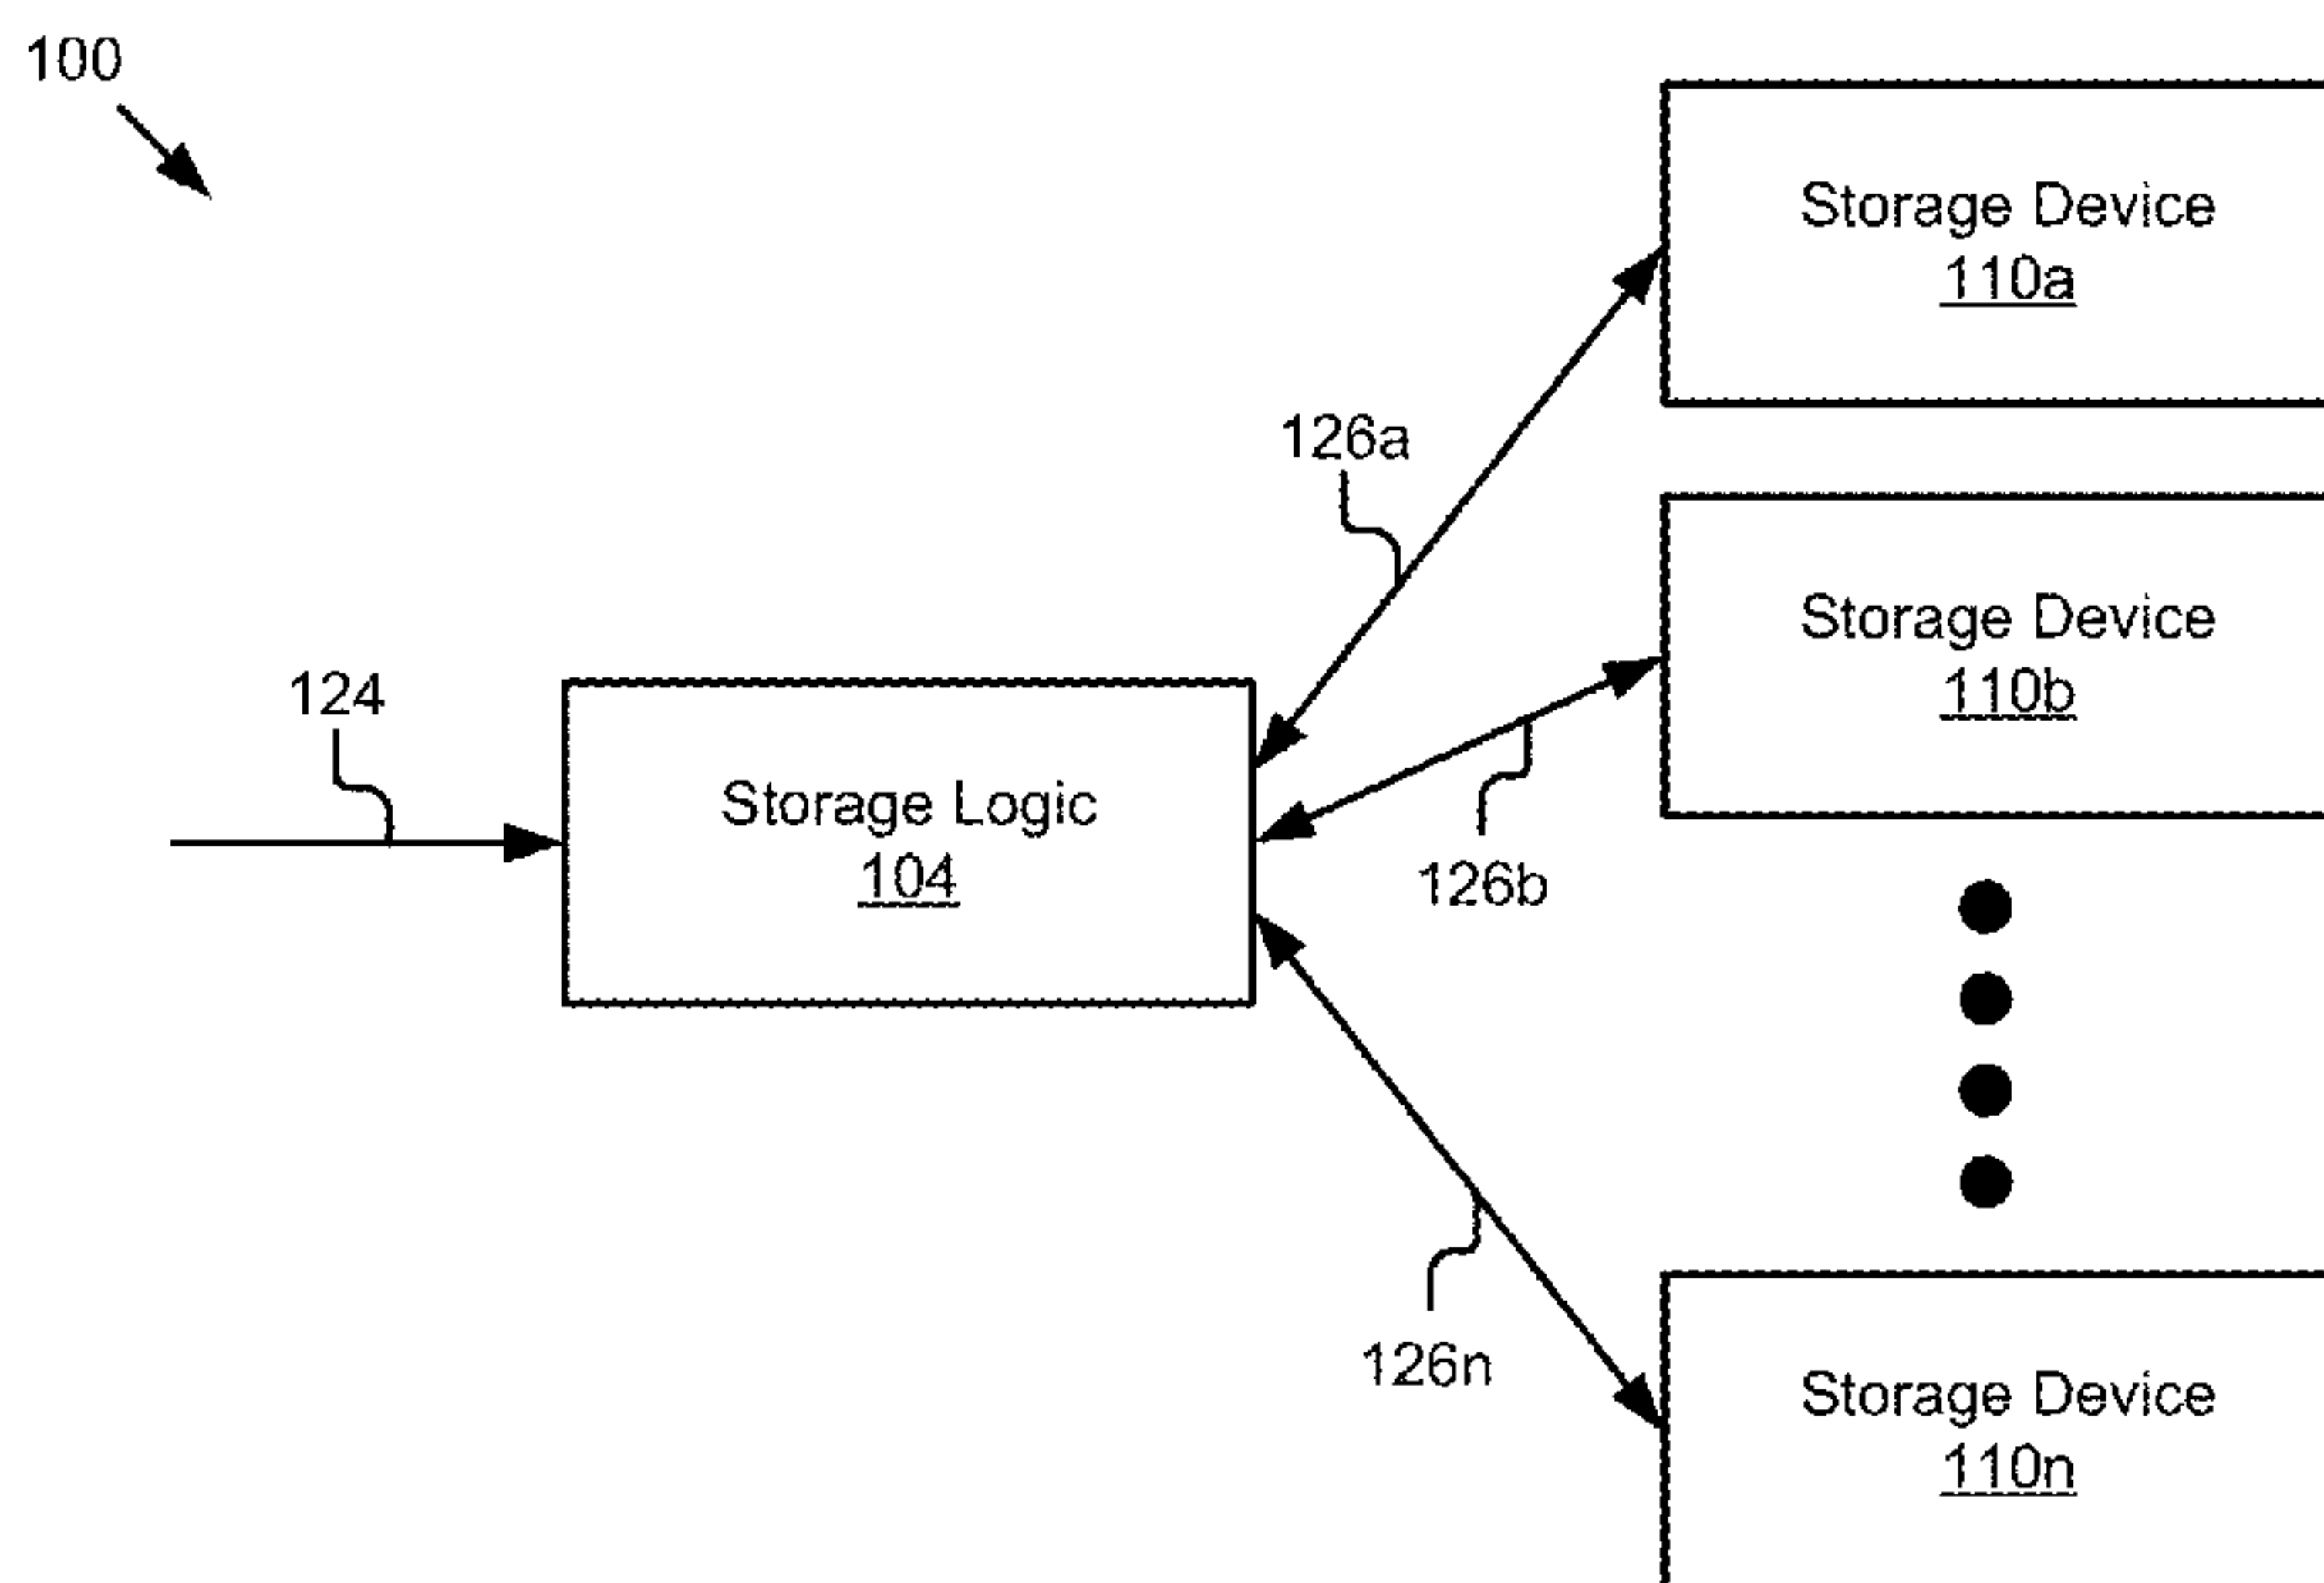 100
Storage Device
110a
126a
Storage Device
110b
124
Storage Logic
104
126b
126n
Storage Device
110n